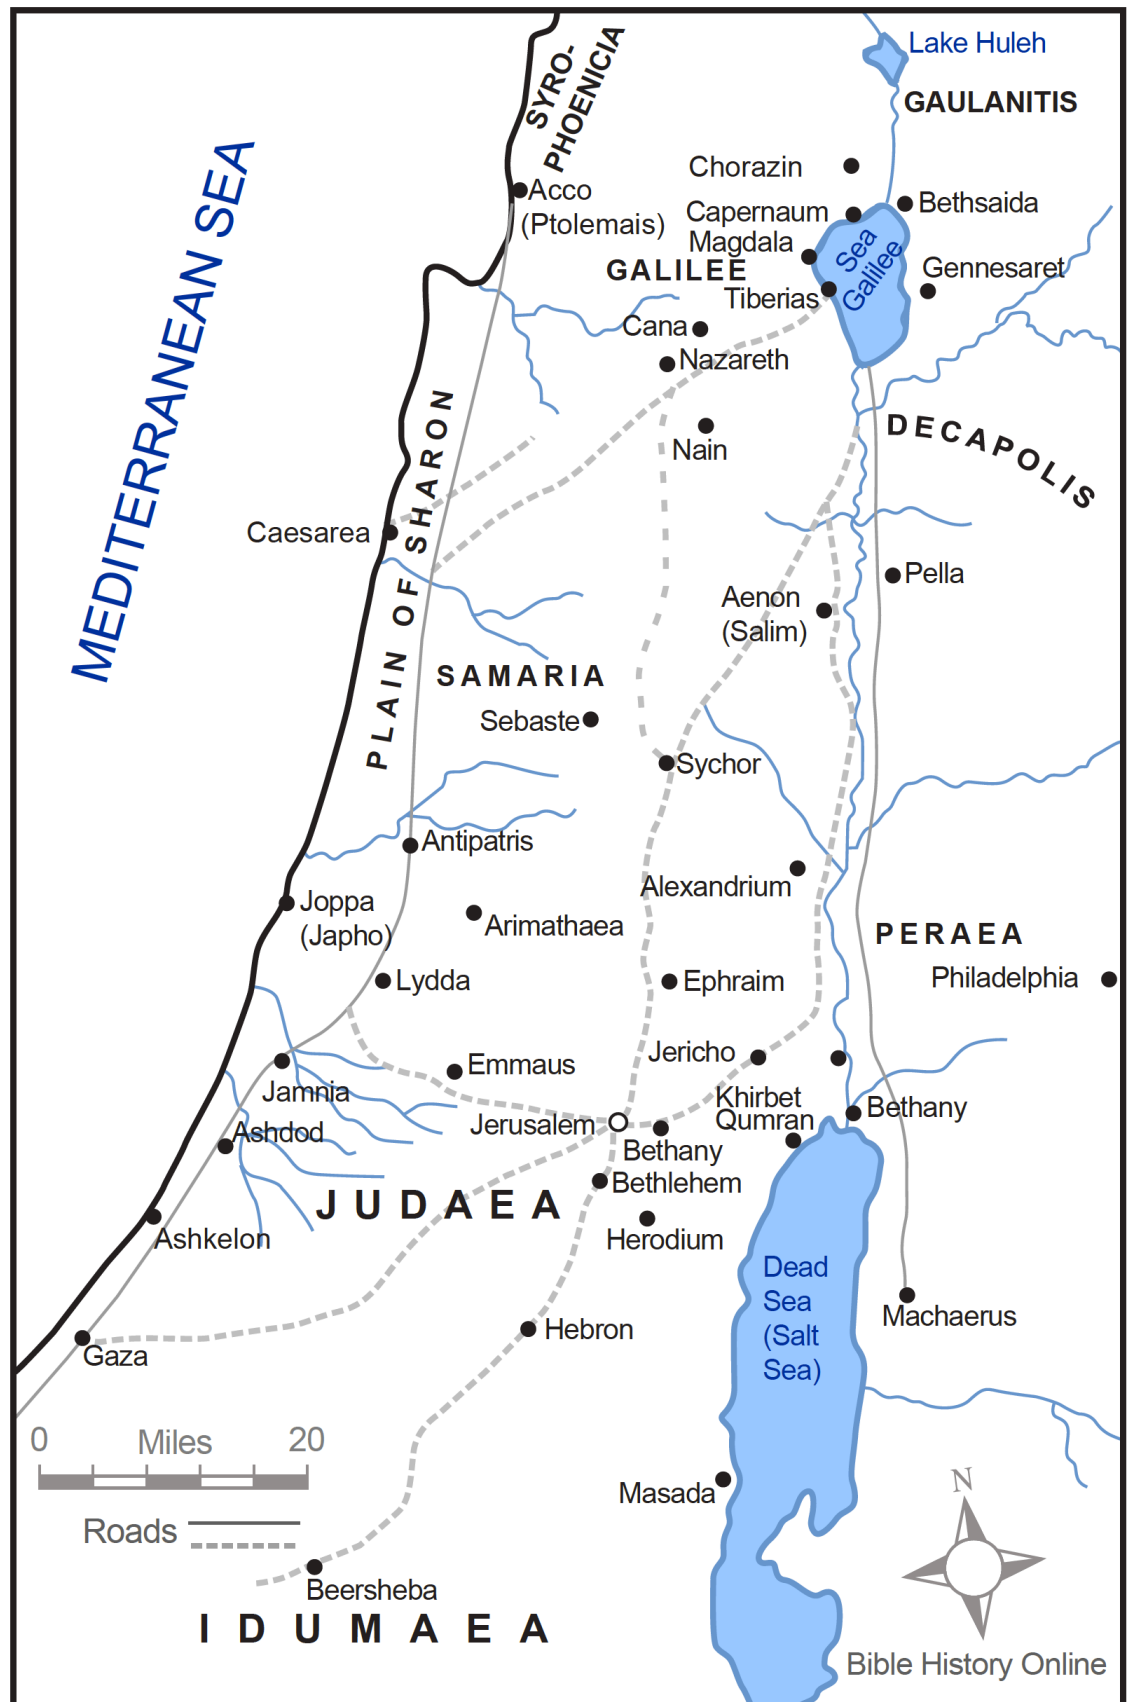 Lake Huleh
SYRO-
PHOENICIA
GAULANITIS
MEDITERRANEAN SEA
Chorazin
Acco
(Ptolemais)
Bethsaida
Capernaum
Magdala
Sea
Galilee
GALILEE
Gennesaret
Tiberias
Cana
Nazareth
DECAPOLIS
Nain
PLAIN OF SHARON
Caesarea
Pella
Aenon
(Salim)
SAMARIA
Sebaste
Sychor
Antipatris
Alexandrium
Joppa
(Japho)
Arimathaea
PERAEA
Lydda
Ephraim
Philadelphia
Jericho
Emmaus
Jamnia
Khirbet
Qumran
Bethany
Jerusalem
Ashdod
Bethany
Bethlehem
JUDAEA
Ashkelon
Herodium
Dead
Sea
(Salt
Sea)
Machaerus
Hebron
Gaza
0 Miles 20
Masada
N
Roads
Beersheba
IDUMAEA
Bible History Online